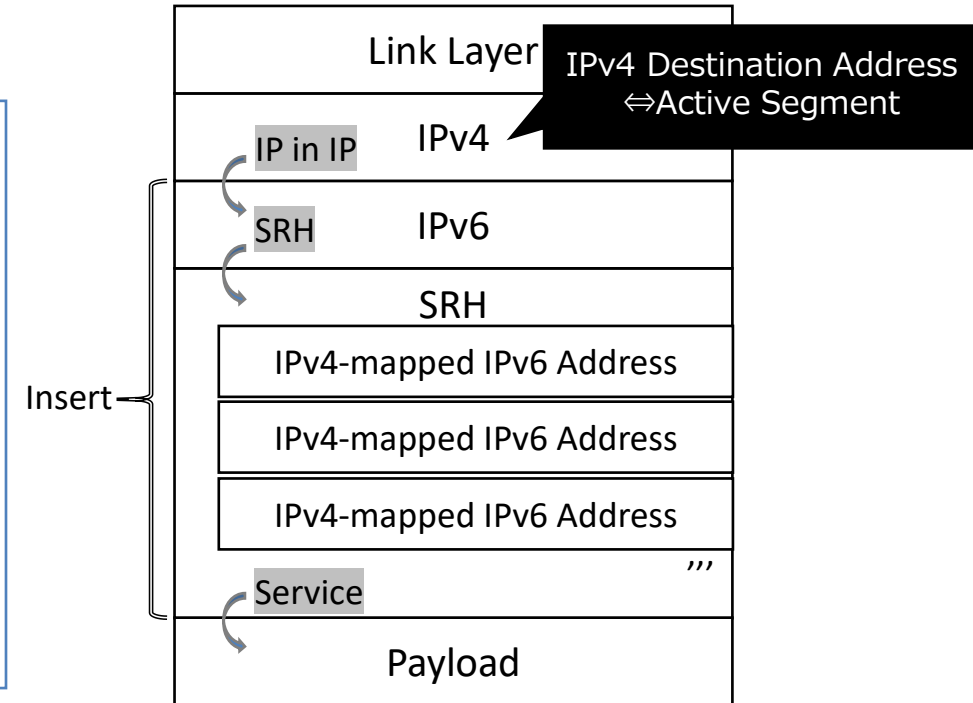 Link Layer
IPv4 Destination Address
⇔Active Segment
IP in IP
IPv4
SRH
IPv6
SRH
IPv4-mapped IPv6 Address
IPv4-mapped IPv6 Address
IPv4-mapped IPv6 Address
,,,
Insert
Service
Payload